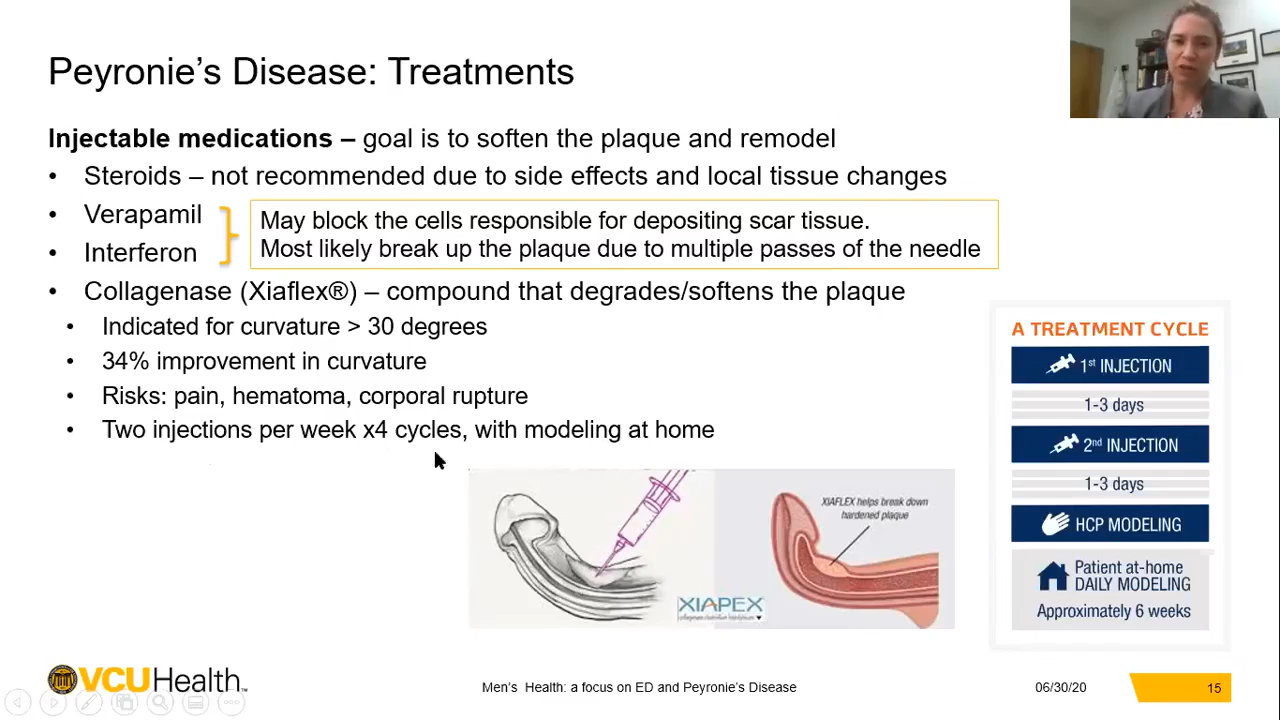 Peyronie's Disease: Treatments
Injectable medications – goal is to soften the plaque and remodel
• Steroids – not recommended due to side effects and local tissue changes
• Verapamil
• Interferon
May block the cells responsible for depositing scar tissue.
Most likely break up the plaque due to multiple passes of the needle
• Collagenase (Xiaflex®) – compound that degrades/softens the plaque
• Indicated for curvature > 30 degrees
• 34% improvement in curvature
• Risks: pain, hematoma, corporal rupture
• Two injections per week x4 cycles, with modeling at home
XIAFLEX helps break down
hardened plaque
XIAPEX
A TREATMENT CYCLE
1st INJECTION
1-3 days
2nd INJECTION
1-3 days
HCP MODELING
Patient at-home
DAILY MODELING
Approximately 6 weeks
VCUHealth™
Men's Health: a focus on ED and Peyronie's Disease
06/30/20
15